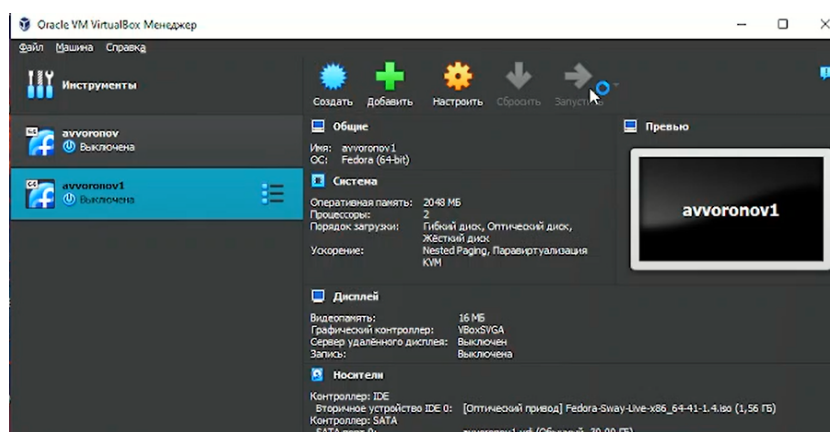 Oracle VM VirtualBox Менеджер
Файл Машина Справка
Инструменты
Создать Добавить Настроить Сбросить Запустить
avvoronov
Выключена
avvoronov1
Выключена
Общие
Имя: avvoronov1
ОС: Fedora (64-bit)
Превью
avvoronov1
Система
Оперативная память: 2048 МБ
Процессоры: 2
Порядок загрузки: Гибкий диск, Оптический диск,
Жёсткий диск
Ускорение: Nested Paging, Паравиртуализация
KVM
Дисплей
Видеопамять: 16 МБ
Графический контроллер: VBoxSVGA
Сервер удалённого дисплея: Выключен
Запись: Выключена
Носители
Контроллер: IDE
Вторичное устройство IDE 0: [Оптический привод] Fedora-Sway-Live-x86_64-41-1.4.iso (1,56 ГБ)
Контроллер: SATA